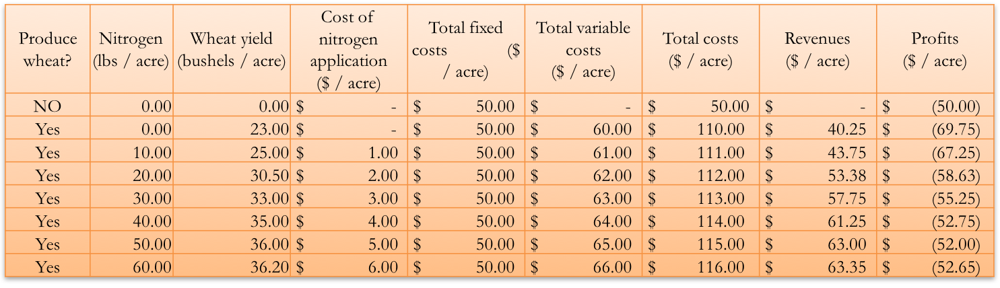 Produce wheat? | Nitrogen (lbs / acre) | Wheat yield (bushels / acre) | Cost of nitrogen application ($ / acre) | Total fixed costs ($ / acre) | Total variable costs ($ / acre) | Total costs ($ / acre) | Revenues ($ / acre) | Profits ($ / acre)
NO | 0.00 | 0.00 | $ - | $ 50.00 | $ - | $ 50.00 | $ - | $ (50.00)
Yes | 0.00 | 23.00 | $ - | $ 50.00 | $ 60.00 | $ 110.00 | $ 40.25 | $ (69.75)
Yes | 10.00 | 25.00 | $ 1.00 | $ 50.00 | $ 61.00 | $ 111.00 | $ 43.75 | $ (67.25)
Yes | 20.00 | 30.50 | $ 2.00 | $ 50.00 | $ 62.00 | $ 112.00 | $ 53.38 | $ (58.63)
Yes | 30.00 | 33.00 | $ 3.00 | $ 50.00 | $ 63.00 | $ 113.00 | $ 57.75 | $ (55.25)
Yes | 40.00 | 35.00 | $ 4.00 | $ 50.00 | $ 64.00 | $ 114.00 | $ 61.25 | $ (52.75)
Yes | 50.00 | 36.00 | $ 5.00 | $ 50.00 | $ 65.00 | $ 115.00 | $ 63.00 | $ (52.00)
Yes | 60.00 | 36.20 | $ 6.00 | $ 50.00 | $ 66.00 | $ 116.00 | $ 63.35 | $ (52.65)